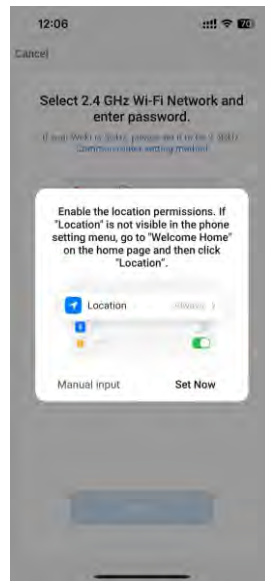 12:06
70
Cancel
Select 2.4 GHz Wi-Fi Network and
enter password.
Enable the location permissions. If
"Location" is not visible in the phone
setting menu, go to "Welcome Home"
on the home page and then click
"Location".
Location
Always
Manual input
Set Now